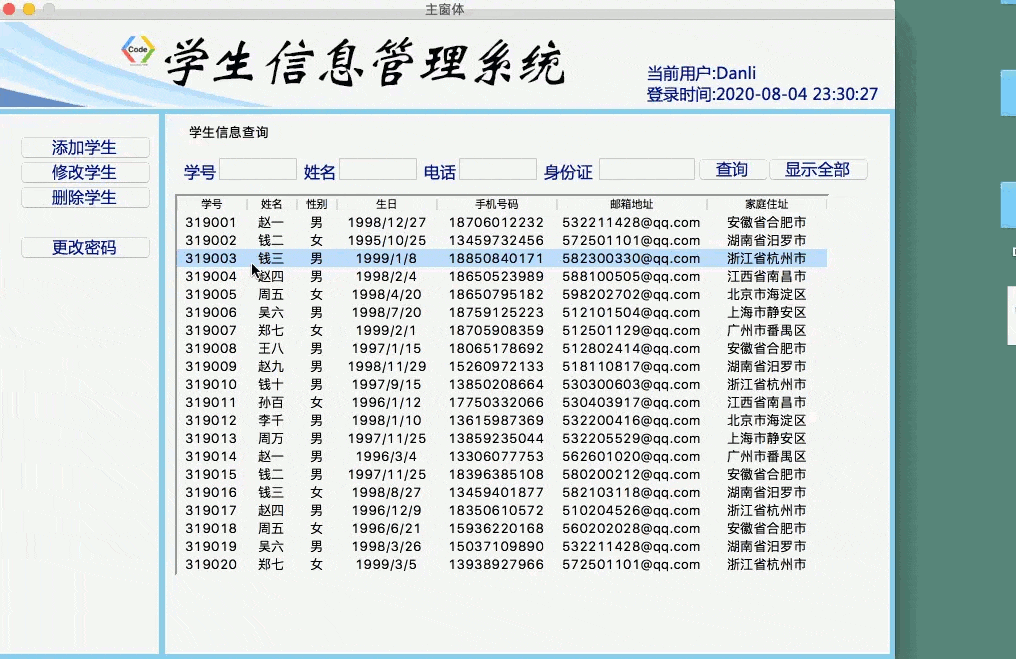 主窗体
Code
学生信息管理系统
当前用户:Danli
登录时间:2020-08-04 23:30:27
添加学生
修改学生
删除学生
更改密码
学生信息查询
学号 姓名 电话 身份证 查询 显示全部
学号 姓名 性别 生日 手机号码 邮箱地址 家庭住址
319001 赵一 男 1998/12/27 18706012232 532211428@qq.com 安徽省合肥市
319002 钱二 女 1995/10/25 13459732456 572501101@qq.com 湖南省汨罗市
319003 钱三 男 1999/1/8 18850840171 582300330@qq.com 浙江省杭州市
319004 赵四 男 1998/2/4 18650523989 588100505@qq.com 江西省南昌市
319005 周五 女 1998/4/20 18650795182 598202702@qq.com 北京市海淀区
319006 吴六 男 1998/7/20 18759125223 512101504@qq.com 上海市静安区
319007 郑七 女 1999/2/1 18705908359 512501129@qq.com 广州市番禺区
319008 王八 男 1997/1/15 18065178692 512802414@qq.com 安徽省合肥市
319009 赵九 男 1998/11/29 15260972133 518110817@qq.com 湖南省汨罗市
319010 钱十 男 1997/9/15 13850208664 530300603@qq.com 浙江省杭州市
319011 孙百 女 1996/1/12 17750332066 530403917@qq.com 江西省南昌市
319012 李千 男 1998/1/10 13615987369 532200416@qq.com 北京市海淀区
319013 周万 男 1997/11/25 13859235044 532205529@qq.com 上海市静安区
319014 赵一 男 1996/3/4 13306077753 562601020@qq.com 广州市番禺区
319015 钱二 男 1997/11/25 18396385108 580200212@qq.com 安徽省合肥市
319016 钱三 女 1998/8/27 13459401877 582103118@qq.com 湖南省汨罗市
319017 赵四 男 1996/12/9 18350610572 510204526@qq.com 浙江省杭州市
319018 周五 女 1996/6/21 15936220168 560202028@qq.com 安徽省合肥市
319019 吴六 男 1998/3/26 15037109890 532211428@qq.com 湖南省汨罗市
319020 郑七 女 1999/3/5 13938927966 572501101@qq.com 浙江省杭州市